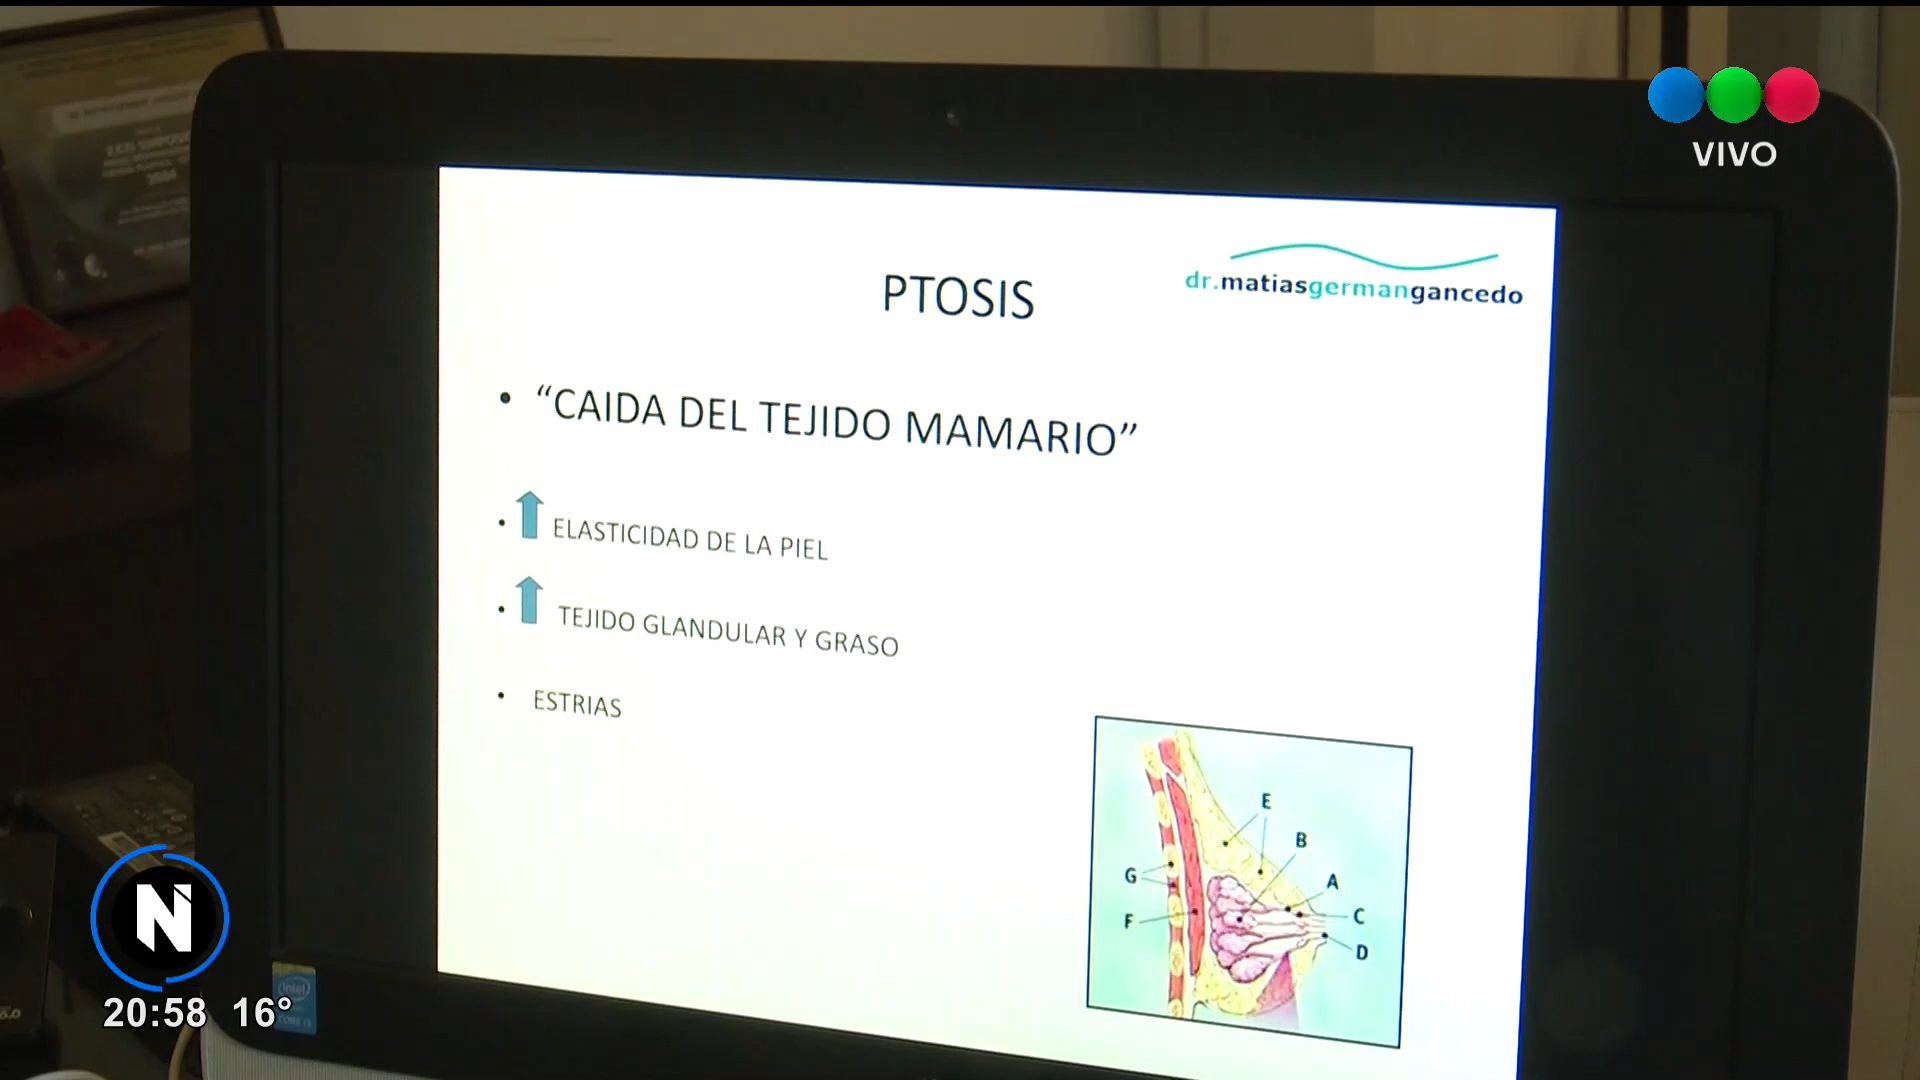 VIVO
PTOSIS
dr.matiasgermangancedo
• “CAIDA DEL TEJIDO MAMARIO”
• ELASTICIDAD DE LA PIEL
• TEJIDO GLANDULAR Y GRASO
• ESTRIAS
E
B
A
G
C
F
D
N
intel
20:58 16°